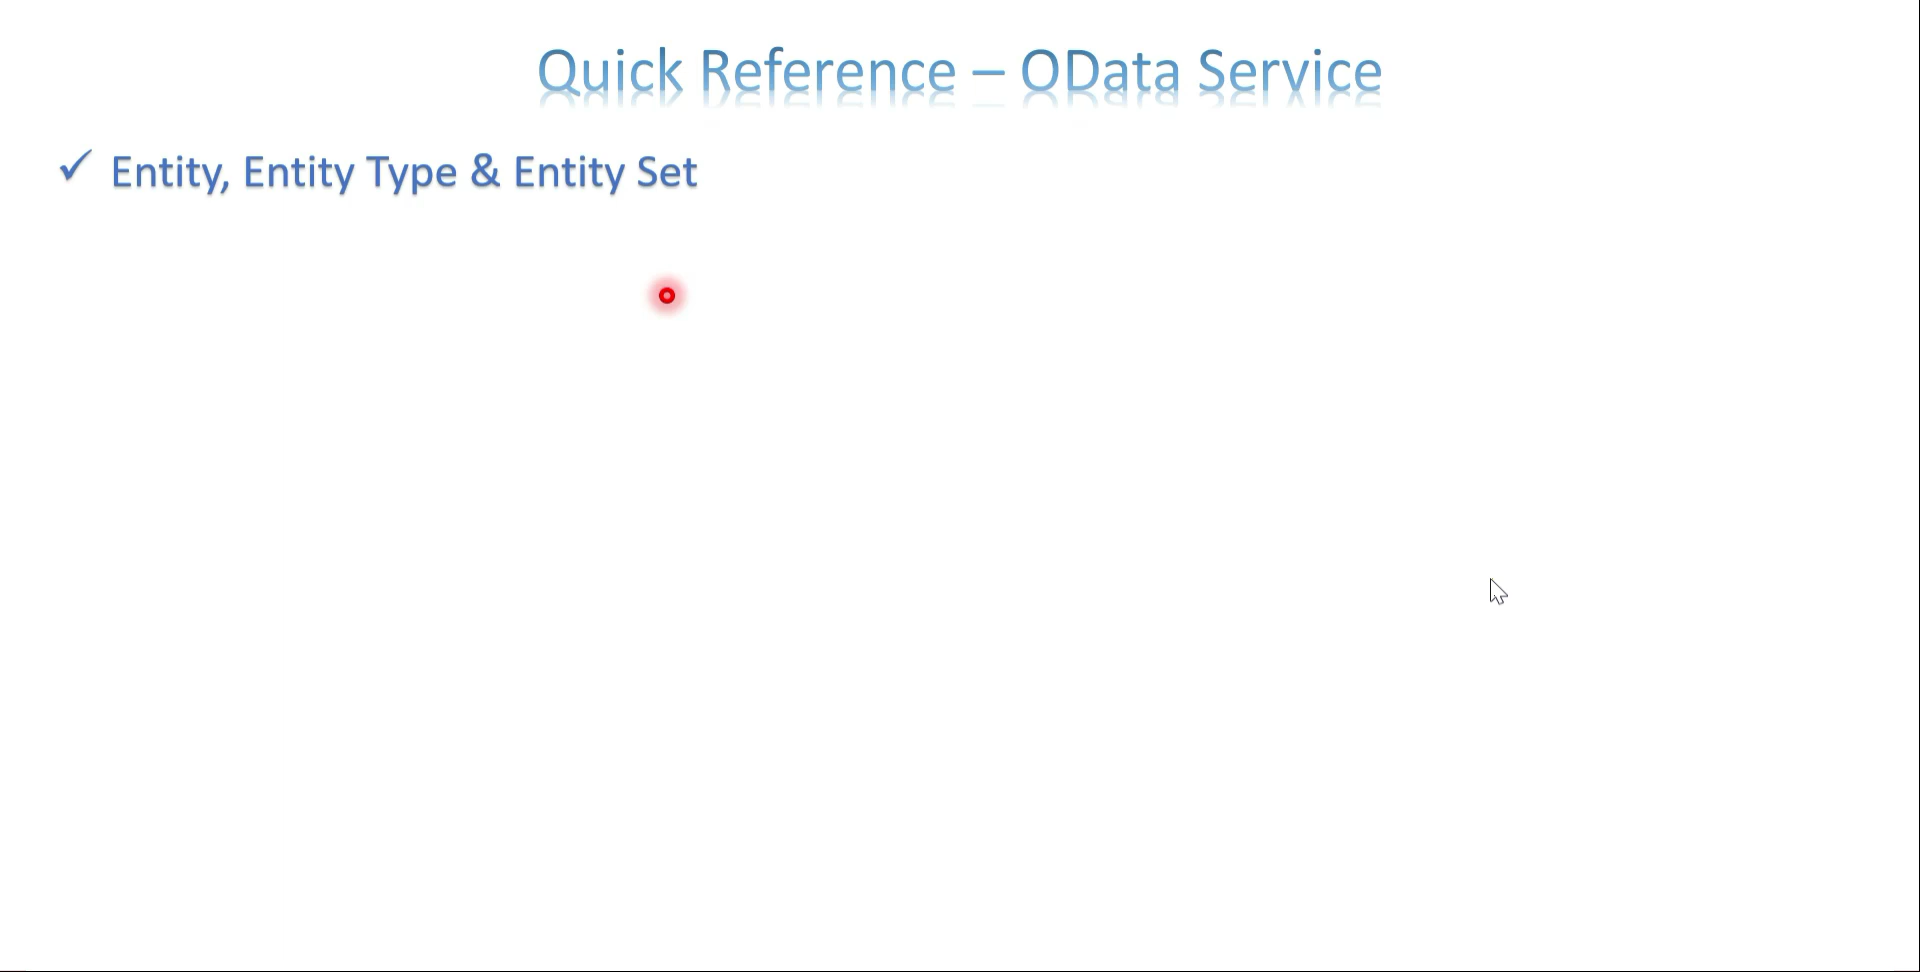 Quick Reference – OData Service
✓ Entity, Entity Type & Entity Set